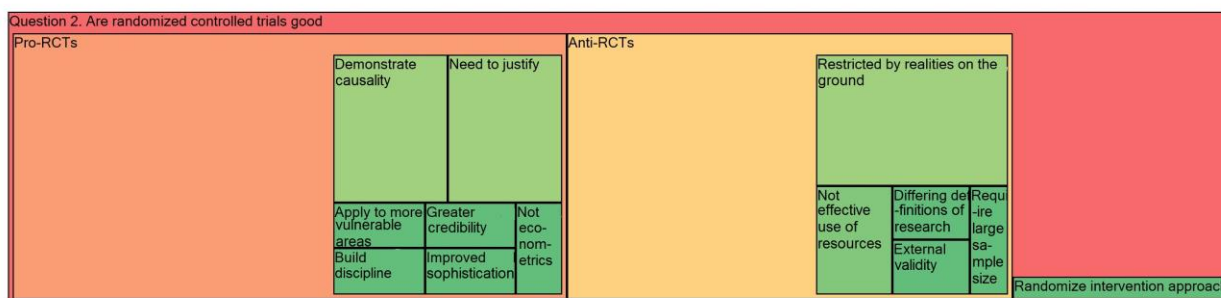 Question 2. Are randomized controlled trials good
Pro-RCTs
Demonstrate
causality
Need to justify
Apply to more
vulnerable
areas
Greater
credibility
Not
eco-
nom-
etrics
Build
discipline
Improved
sophistication
Anti-RCTs
Restricted by realities on the
ground
Not
effective
use of
resources
Differing def
-finitions of
research
Requi
-ire
large
sa-
mple
size
External
validity
Randomize intervention approac